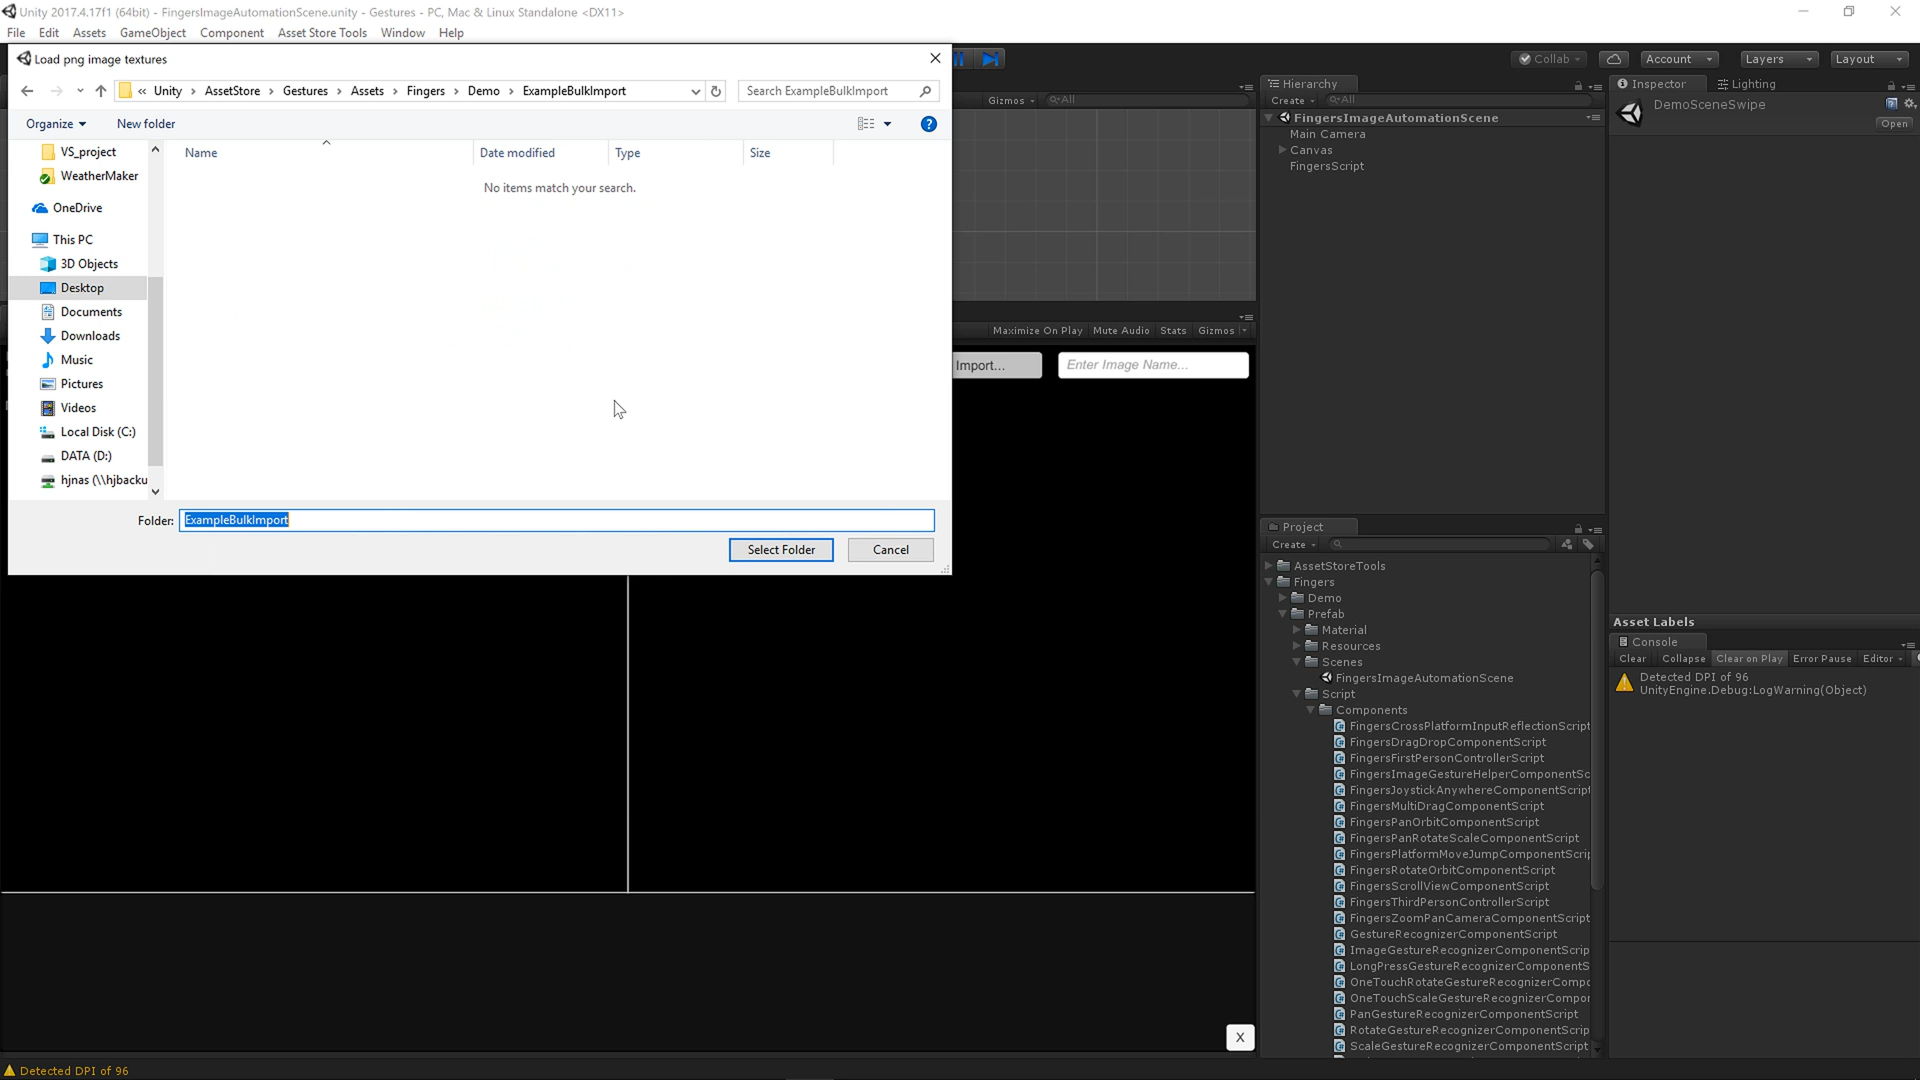 Unity 2017.4.17f1 (64bit) - FingersImageAutomationScene.unity - Gestures - PC, Mac & Linux Standalone <DX11>
File Edit Assets GameObject Component Asset Store Tools Window Help
Load png image textures
« Unity › AssetStore › Gestures › Assets › Fingers › Demo › ExampleBulkImport
Search ExampleBulkImport
Organize New folder
Name Date modified Type Size
No items match your search.
VS_project
WeatherMaker
OneDrive
This PC
3D Objects
Desktop
Documents
Downloads
Music
Pictures
Videos
Local Disk (C:)
DATA (D:)
hjnas (\\hjbacku
Folder: ExampleBulkImport
Select Folder Cancel
Collab Account Layers Layout
Gizmos All
Maximize On Play Mute Audio Stats Gizmos
Import... Enter Image Name...
X
Hierarchy
Create All
FingersImageAutomationScene
Main Camera
Canvas
FingersScript
Project
Create
AssetStoreTools
Fingers
Demo
Prefab
Material
Resources
Scenes
FingersImageAutomationScene
Script
Components
FingersCrossPlatformInputReflectionScript
FingersDragDropComponentScript
FingersFirstPersonControllerScript
FingersImageGestureHelperComponentSc
FingersJoystickAnywhereComponentScript
FingersMultiDragComponentScript
FingersPanOrbitComponentScript
FingersPanRotateScaleComponentScript
FingersPlatformMoveJumpComponentScrip
FingersRotateOrbitComponentScript
FingersScrollViewComponentScript
FingersThirdPersonControllerScript
FingersZoomPanCameraComponentScript
GestureRecognizerComponentScript
ImageGestureRecognizerComponentScrip
LongPressGestureRecognizerComponentS
OneTouchRotateGestureRecognizerCompo
OneTouchScaleGestureRecognizerCompor
PanGestureRecognizerComponentScript
RotateGestureRecognizerComponentScrip
ScaleGestureRecognizerComponentScript
Inspector Lighting
DemoSceneSwipe
Open
Asset Labels
Console
Clear Collapse Clear on Play Error Pause Editor
Detected DPI of 96
UnityEngine.Debug:LogWarning(Object)
Detected DPI of 96